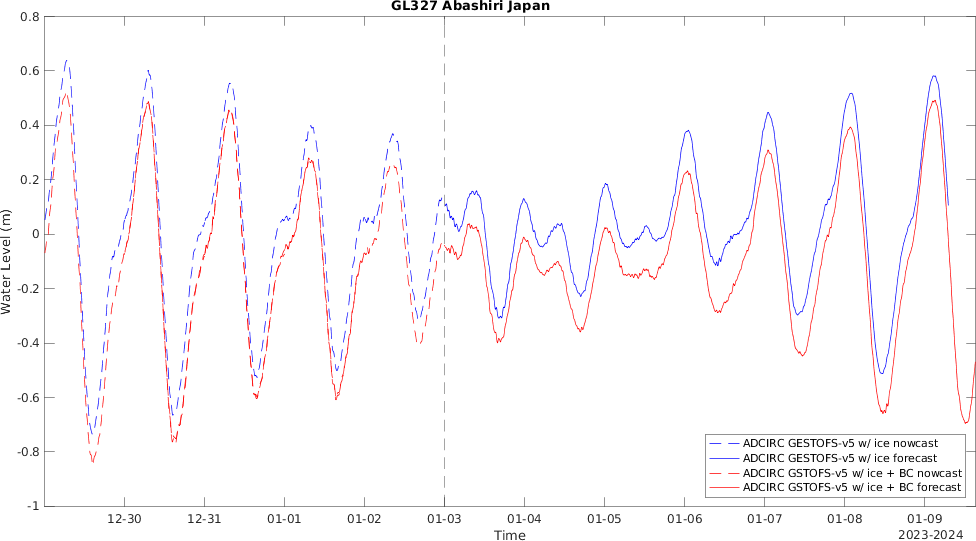 GL327 Abashiri Japan
Water Level (m)
0.8
0.6
0.4
0.2
0
-0.2
-0.4
-0.6
-0.8
-1
ADCIRC GESTOFS-v5 w/ ice nowcast
ADCIRC GESTOFS-v5 w/ ice forecast
ADCIRC GSTOFS-v5 w/ ice + BC nowcast
ADCIRC GSTOFS-v5 w/ ice + BC forecast
12-30 12-31 01-01 01-02 01-03 01-04 01-05 01-06 01-07 01-08 01-09
Time
2023-2024